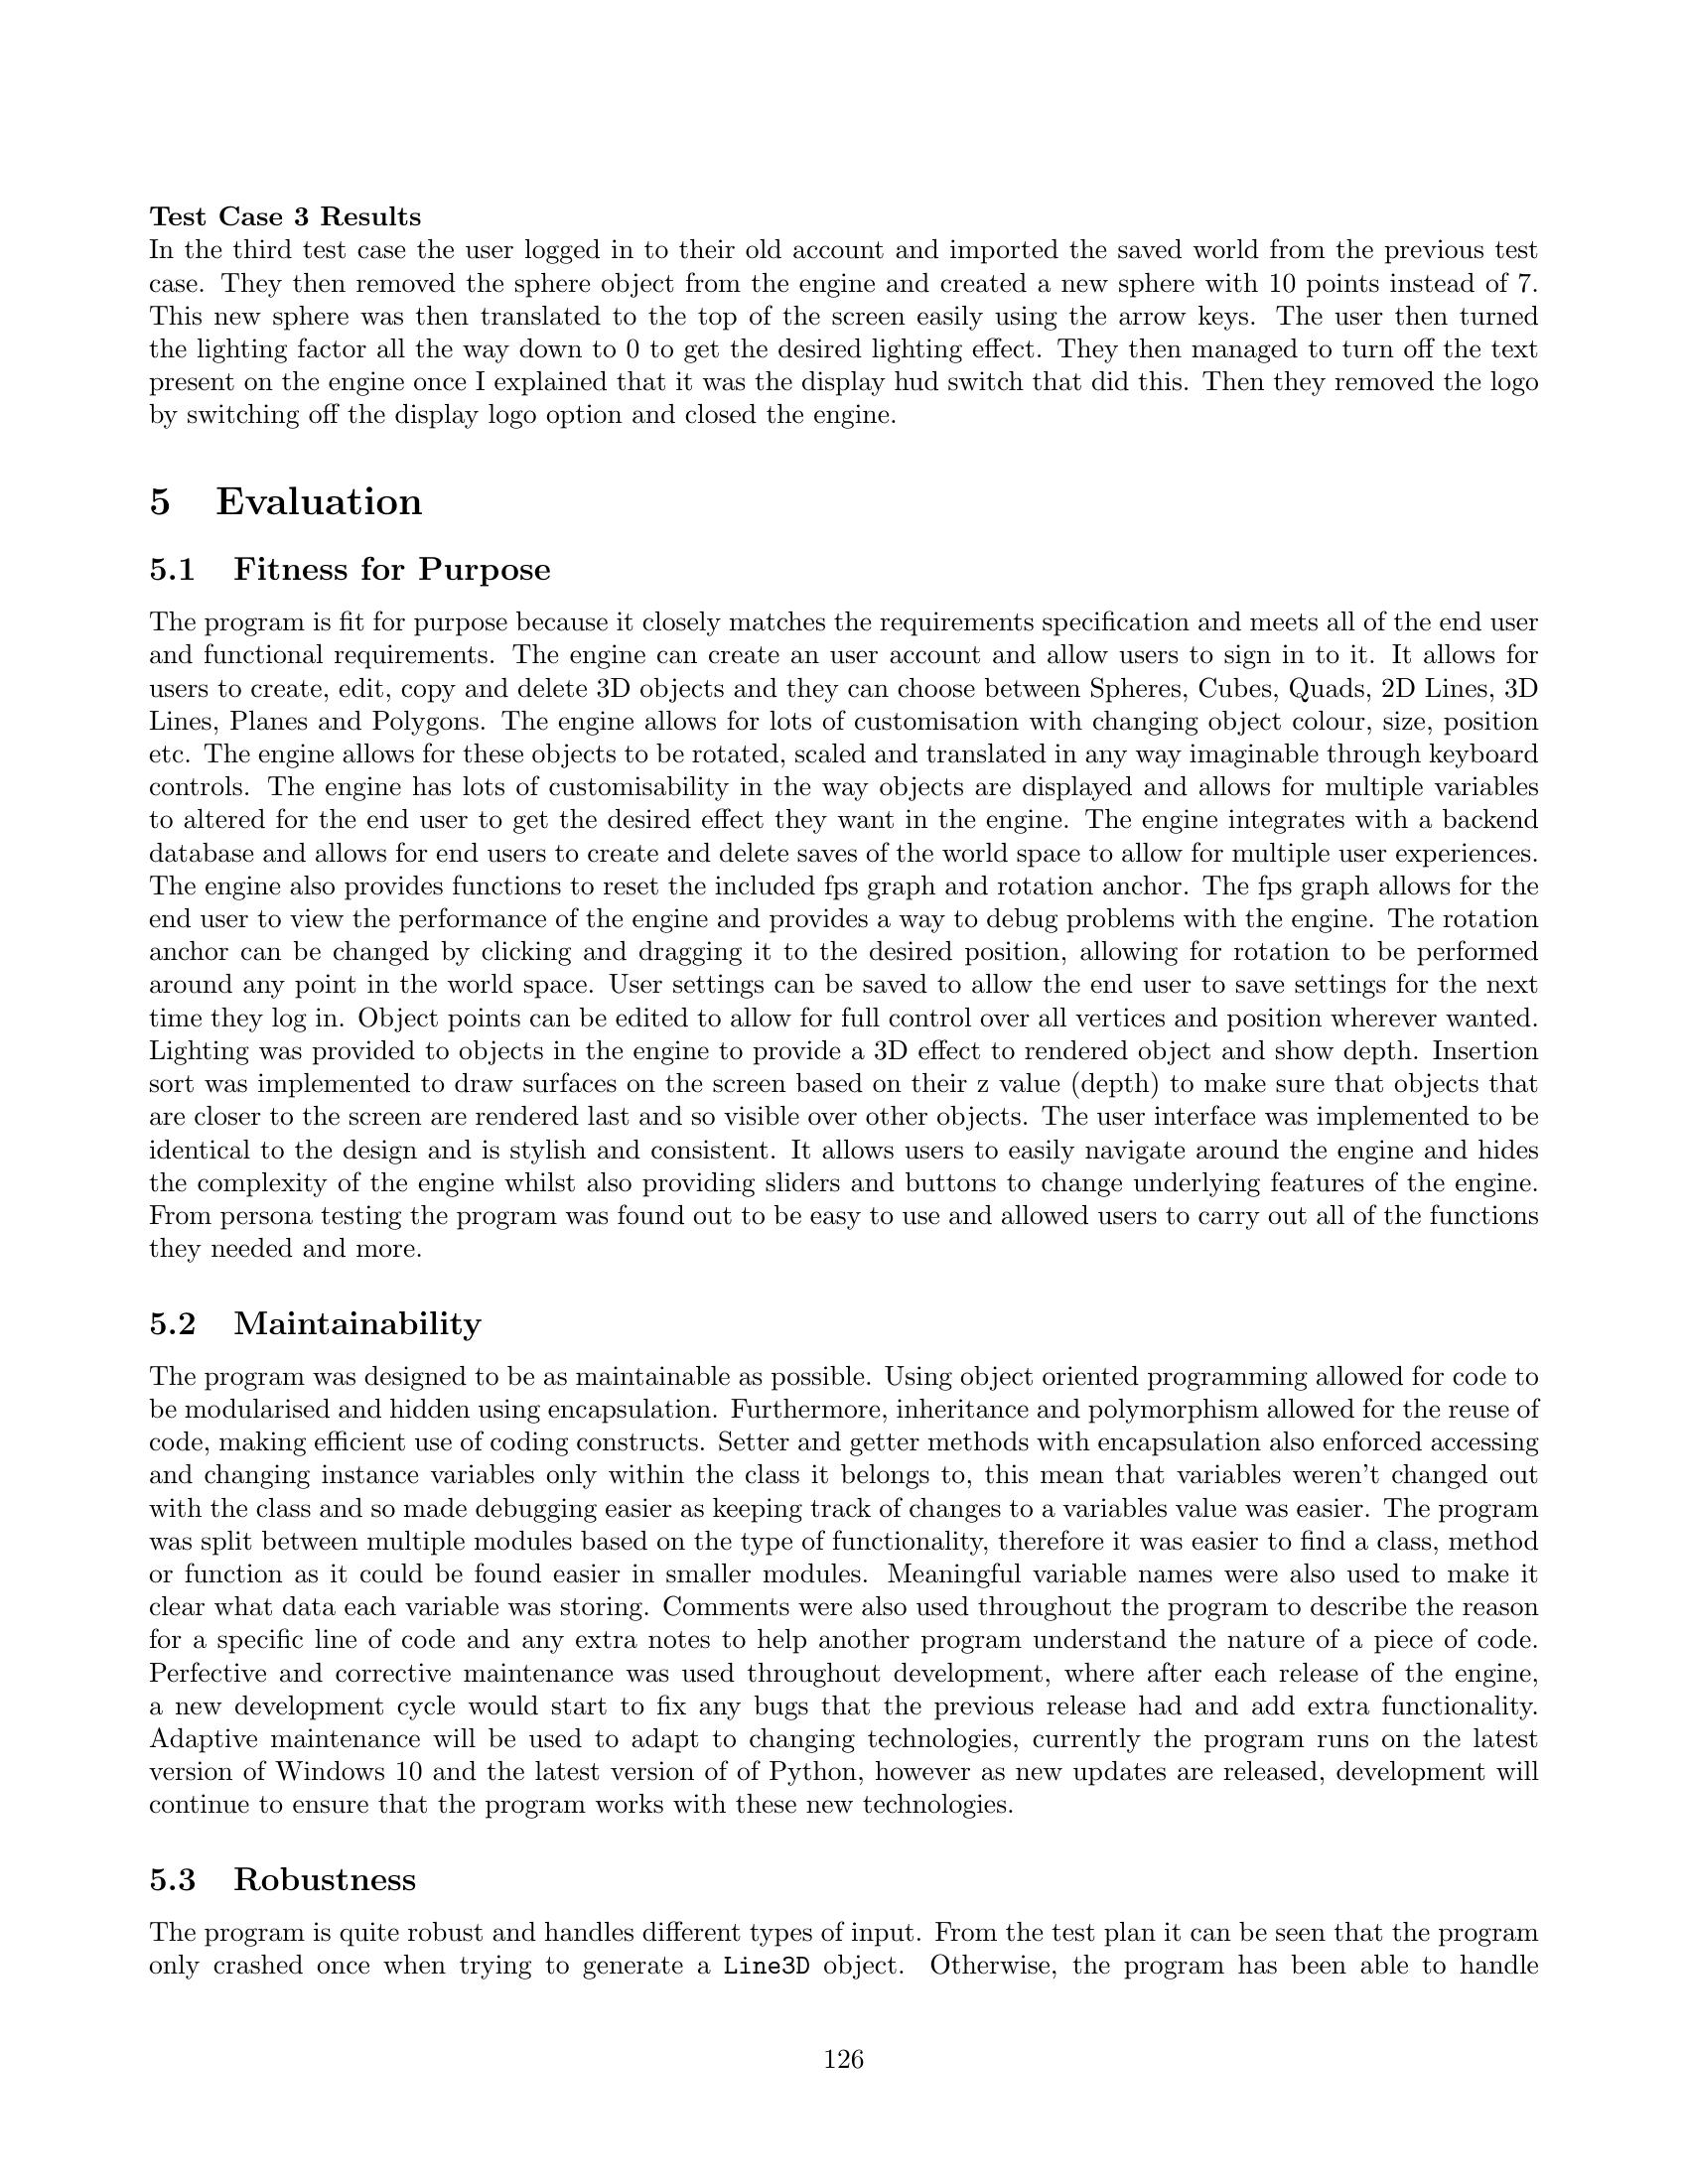 Test Case 3 Results
In the third test case the user logged in to their old account and imported the saved world from the previous test
case. They then removed the sphere object from the engine and created a new sphere with 10 points instead of 7.
This new sphere was then translated to the top of the screen easily using the arrow keys. The user then turned
the lighting factor all the way down to 0 to get the desired lighting effect. They then managed to turn off the text
present on the engine once I explained that it was the display hud switch that did this. Then they removed the logo
by switching off the display logo option and closed the engine.
5 Evaluation
5.1 Fitness for Purpose
The program is fit for purpose because it closely matches the requirements specification and meets all of the end user
and functional requirements. The engine can create an user account and allow users to sign in to it. It allows for
users to create, edit, copy and delete 3D objects and they can choose between Spheres, Cubes, Quads, 2D Lines, 3D
Lines, Planes and Polygons. The engine allows for lots of customisation with changing object colour, size, position
etc. The engine allows for these objects to be rotated, scaled and translated in any way imaginable through keyboard
controls. The engine has lots of customisability in the way objects are displayed and allows for multiple variables
to altered for the end user to get the desired effect they want in the engine. The engine integrates with a backend
database and allows for end users to create and delete saves of the world space to allow for multiple user experiences.
The engine also provides functions to reset the included fps graph and rotation anchor. The fps graph allows for the
end user to view the performance of the engine and provides a way to debug problems with the engine. The rotation
anchor can be changed by clicking and dragging it to the desired position, allowing for rotation to be performed
around any point in the world space. User settings can be saved to allow the end user to save settings for the next
time they log in. Object points can be edited to allow for full control over all vertices and position wherever wanted.
Lighting was provided to objects in the engine to provide a 3D effect to rendered object and show depth. Insertion
sort was implemented to draw surfaces on the screen based on their z value (depth) to make sure that objects that
are closer to the screen are rendered last and so visible over other objects. The user interface was implemented to be
identical to the design and is stylish and consistent. It allows users to easily navigate around the engine and hides
the complexity of the engine whilst also providing sliders and buttons to change underlying features of the engine.
From persona testing the program was found out to be easy to use and allowed users to carry out all of the functions
they needed and more.
5.2 Maintainability
The program was designed to be as maintainable as possible. Using object oriented programming allowed for code to
be modularised and hidden using encapsulation. Furthermore, inheritance and polymorphism allowed for the reuse of
code, making efficient use of coding constructs. Setter and getter methods with encapsulation also enforced accessing
and changing instance variables only within the class it belongs to, this mean that variables weren't changed out
with the class and so made debugging easier as keeping track of changes to a variables value was easier. The program
was split between multiple modules based on the type of functionality, therefore it was easier to find a class, method
or function as it could be found easier in smaller modules. Meaningful variable names were also used to make it
clear what data each variable was storing. Comments were also used throughout the program to describe the reason
for a specific line of code and any extra notes to help another program understand the nature of a piece of code.
Perfective and corrective maintenance was used throughout development, where after each release of the engine,
a new development cycle would start to fix any bugs that the previous release had and add extra functionality.
Adaptive maintenance will be used to adapt to changing technologies, currently the program runs on the latest
version of Windows 10 and the latest version of of Python, however as new updates are released, development will
continue to ensure that the program works with these new technologies.
5.3 Robustness
The program is quite robust and handles different types of input. From the test plan it can be seen that the program
only crashed once when trying to generate a Line3D object. Otherwise, the program has been able to handle
126